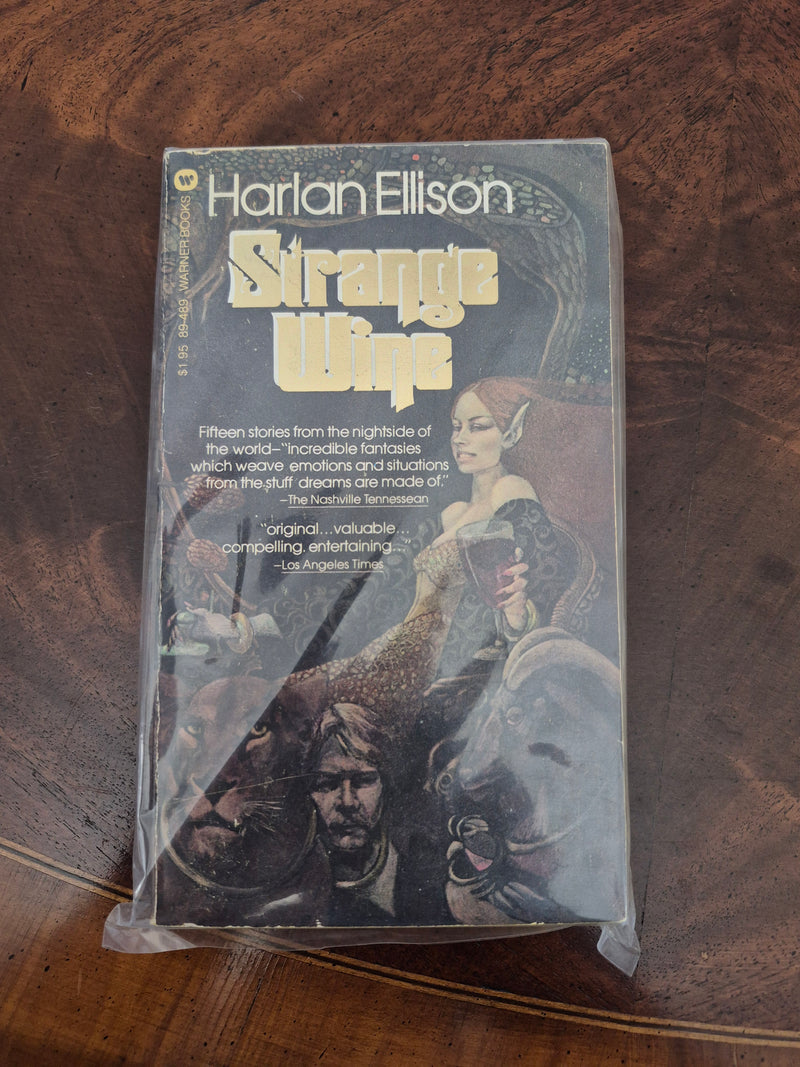 Harlan Ellison
Strange
Wine
Fifteen stories from the nightside of
the world–"incredible fantasies
which weave emotions and situations
from the stuff dreams are made of."
–The Nashville Tennessean
"original...valuable...
compelling, entertaining..."
–Los Angeles Times
$1.95 89-489 WARNER BOOKS W